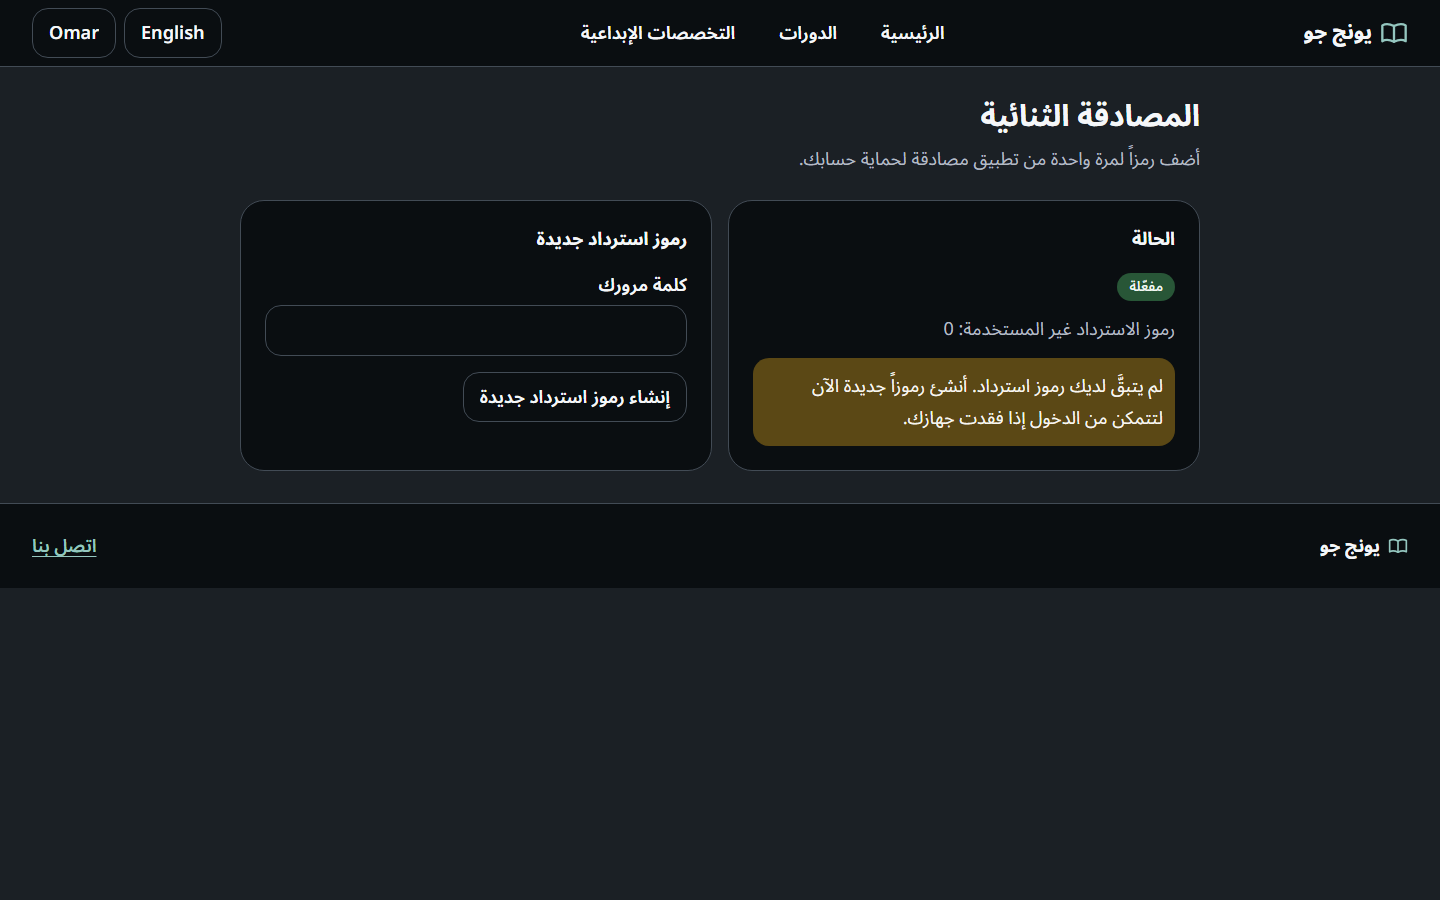 يونج جو
الرئيسية
الدورات
التخصصات الإبداعية
English
Omar
المصادقة الثنائية
أضف رمزاً لمرة واحدة من تطبيق مصادقة لحماية حسابك.
الحالة
مفعّلة
رموز الاسترداد غير المستخدمة: 0
لم يتبقَّ لديك رموز استرداد. أنشئ رموزاً جديدة الآن
لتتمكن من الدخول إذا فقدت جهازك.
رموز استرداد جديدة
كلمة مرورك
إنشاء رموز استرداد جديدة
يونج جو
اتصل بنا